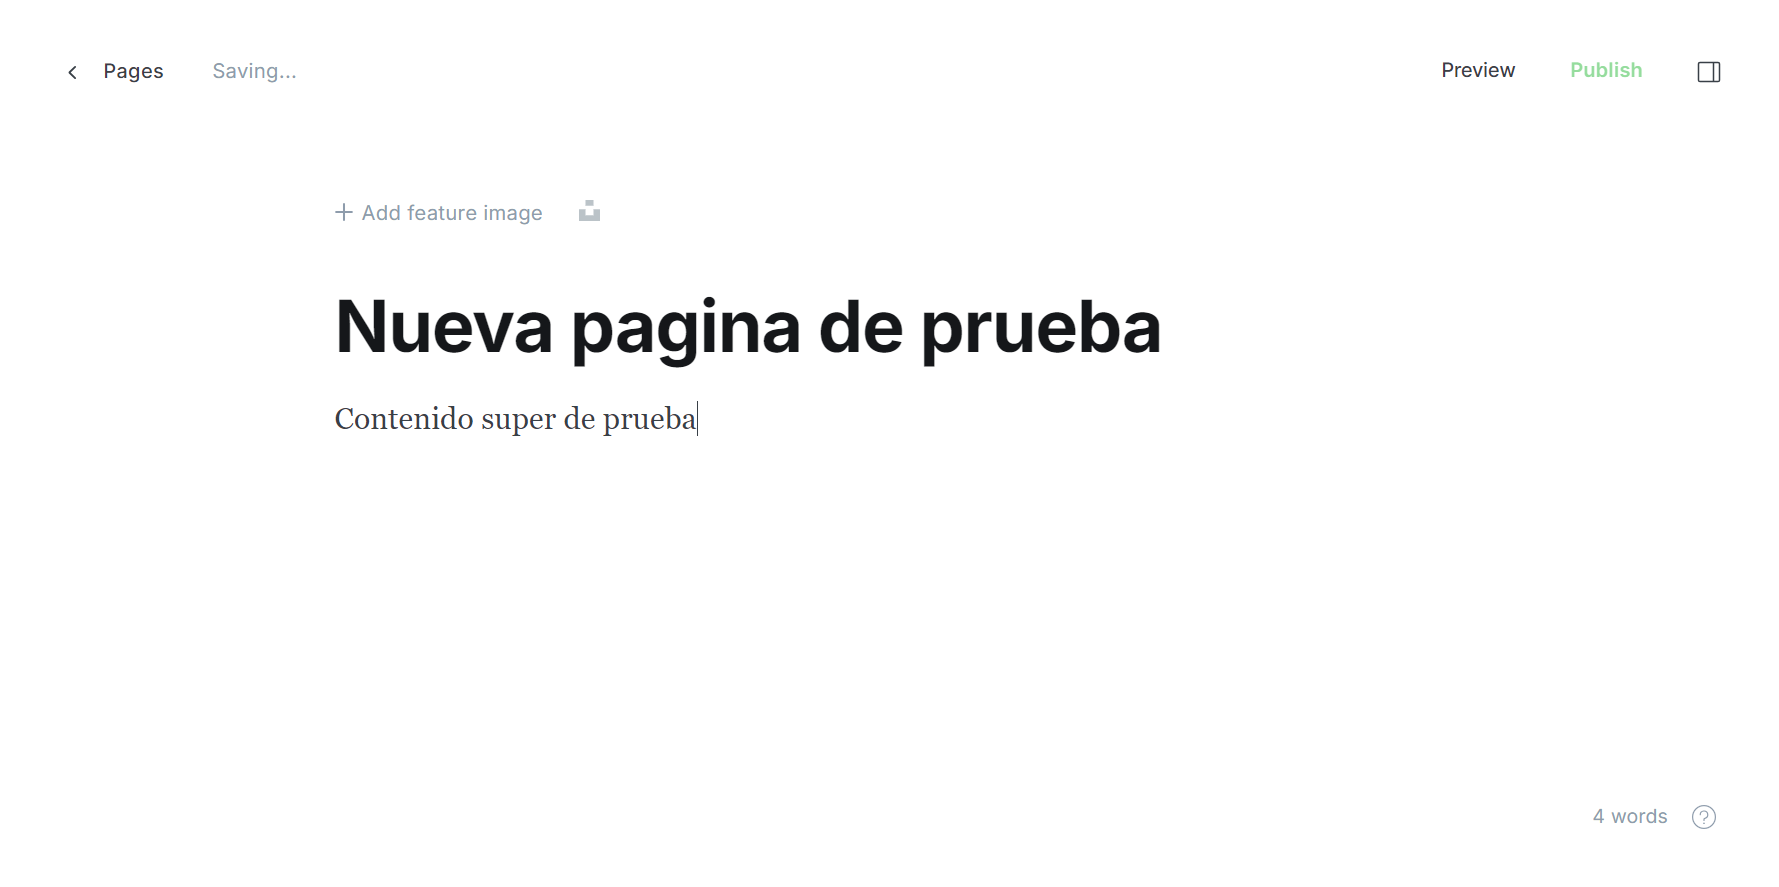 Pages Saving... Preview Publish
Add feature image
Nueva pagina de prueba
Contenido super de prueba
4 words ?